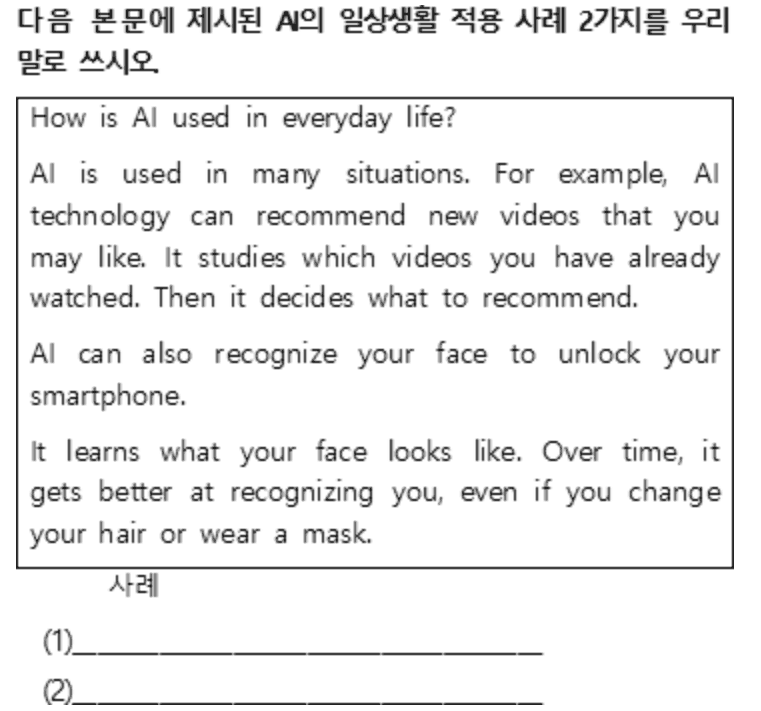 다음 본문에 제시된 AI의 일상생활 적용 사례 2가지를 우리
말로 쓰시오.
How is AI used in everyday life?
AI is used in many situations. For example, AI
technology can recommend new videos that you
may like. It studies which videos you have already
watched. Then it decides what to recommend.
AI can also recognize your face to unlock your
smartphone.
It learns what your face looks like. Over time, it
gets better at recognizing you, even if you change
your hair or wear a mask.
사례
(1)
(2)